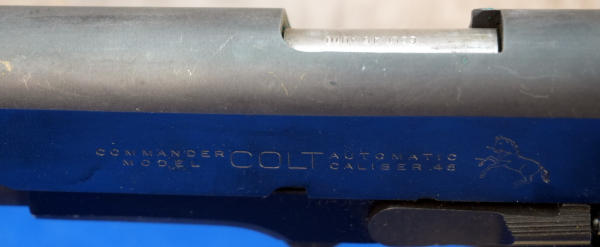 COMMANDER
MODEL
COLT
AUTOMATIC
CALIBER .45